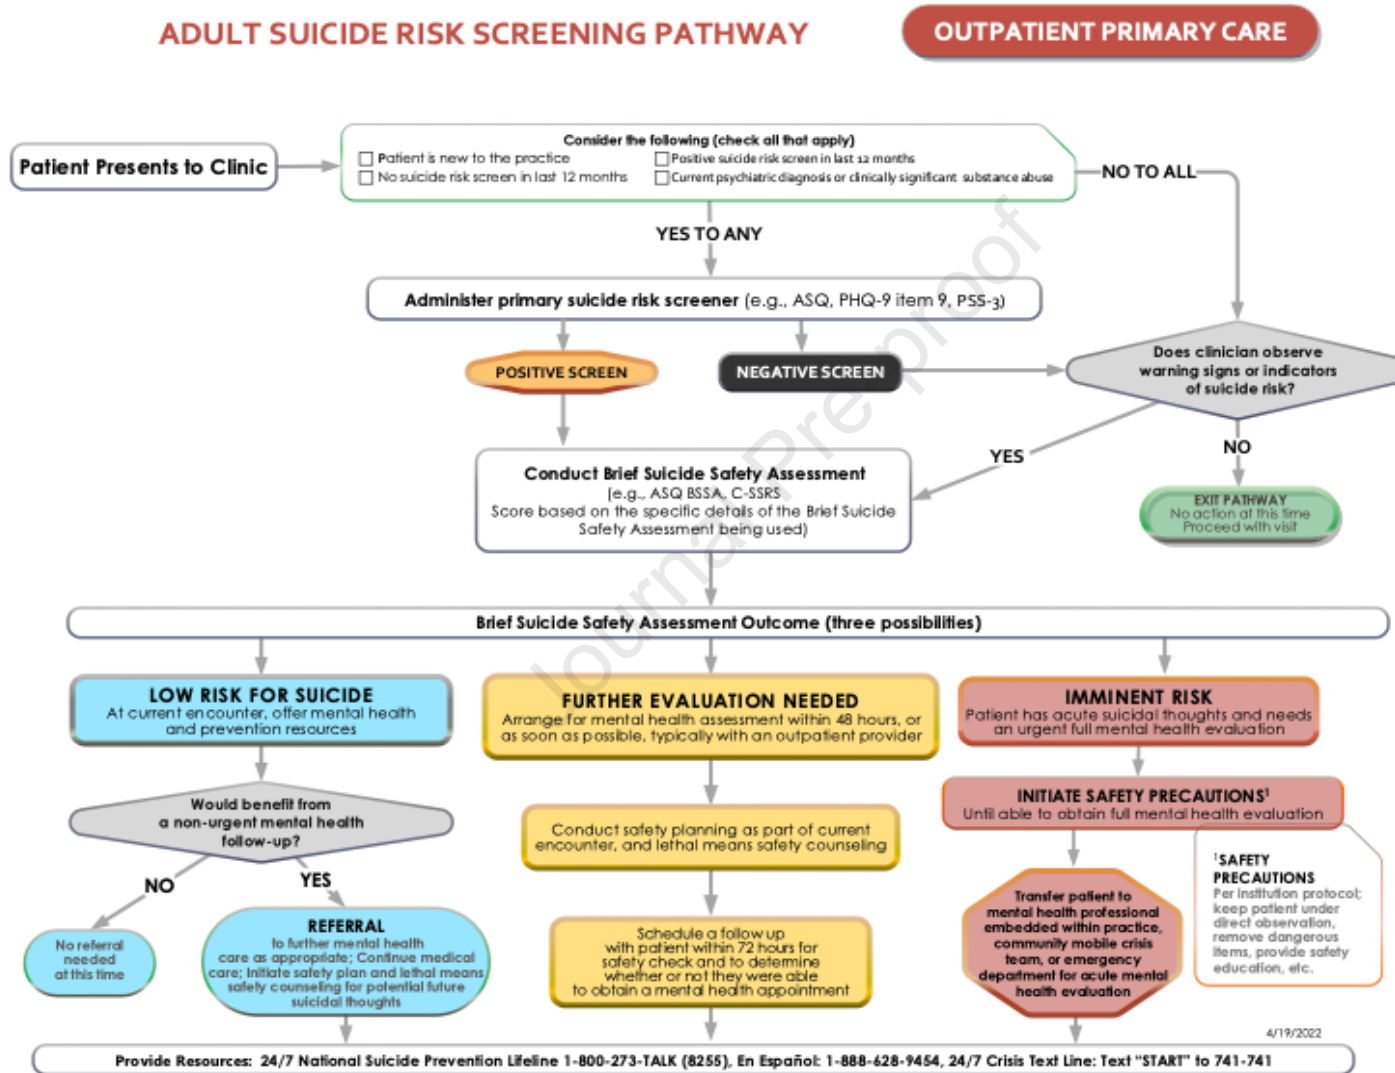 ADULT SUICIDE RISK SCREENING PATHWAY
OUTPATIENT PRIMARY CARE
Patient Presents to Clinic
Consider the following (check all that apply)
Patient is new to the practice
No suicide risk screen in last 12 months
Positive suicide risk screen in last 12 months
Current psychiatric diagnosis or clinically significant substance abuse
NO TO ALL
YES TO ANY
Administer primary suicide risk screener (e.g., ASQ, PHQ-9 item 9, PSS-3)
POSITIVE SCREEN
NEGATIVE SCREEN
Does clinician observe
warning signs or indicators
of suicide risk?
YES
NO
Conduct Brief Suicide Safety Assessment
(e.g., ASQ BSSA, C-SSRS
Score based on the specific details of the Brief Suicide
Safety Assessment being used)
EXIT PATHWAY
No action at this time
Proceed with visit
Brief Suicide Safety Assessment Outcome (three possibilities)
LOW RISK FOR SUICIDE
At current encounter, offer mental health
and prevention resources
Would benefit from
a non-urgent mental health
follow-up?
NO
YES
No referral
needed
at this time
REFERRAL
to further mental health
care as appropriate; Continue medical
care; Initiate safety plan and lethal means
safety counseling for potential future
suicidal thoughts
FURTHER EVALUATION NEEDED
Arrange for mental health assessment within 48 hours, or
as soon as possible, typically with an outpatient provider
Conduct safety planning as part of current
encounter, and lethal means safety counseling
Schedule a follow up
with patient within 72 hours for
safety check and to determine
whether or not they were able
to obtain a mental health appointment
IMMINENT RISK
Patient has acute suicidal thoughts and needs
an urgent full mental health evaluation
INITIATE SAFETY PRECAUTIONS¹
Until able to obtain full mental health evaluation
Transfer patient to
mental health professional
embedded within practice,
community mobile crisis
team, or emergency
department for acute mental
health evaluation
¹SAFETY
PRECAUTIONS
Per institution protocol;
keep patient under
direct observation,
remove dangerous
items, provide safety
education, etc.
4/19/2022
Provide Resources: 24/7 National Suicide Prevention Lifeline 1-800-273-TALK (8255), En Español: 1-888-628-9454, 24/7 Crisis Text Line: Text "START" to 741-741
Journal Pre-proof